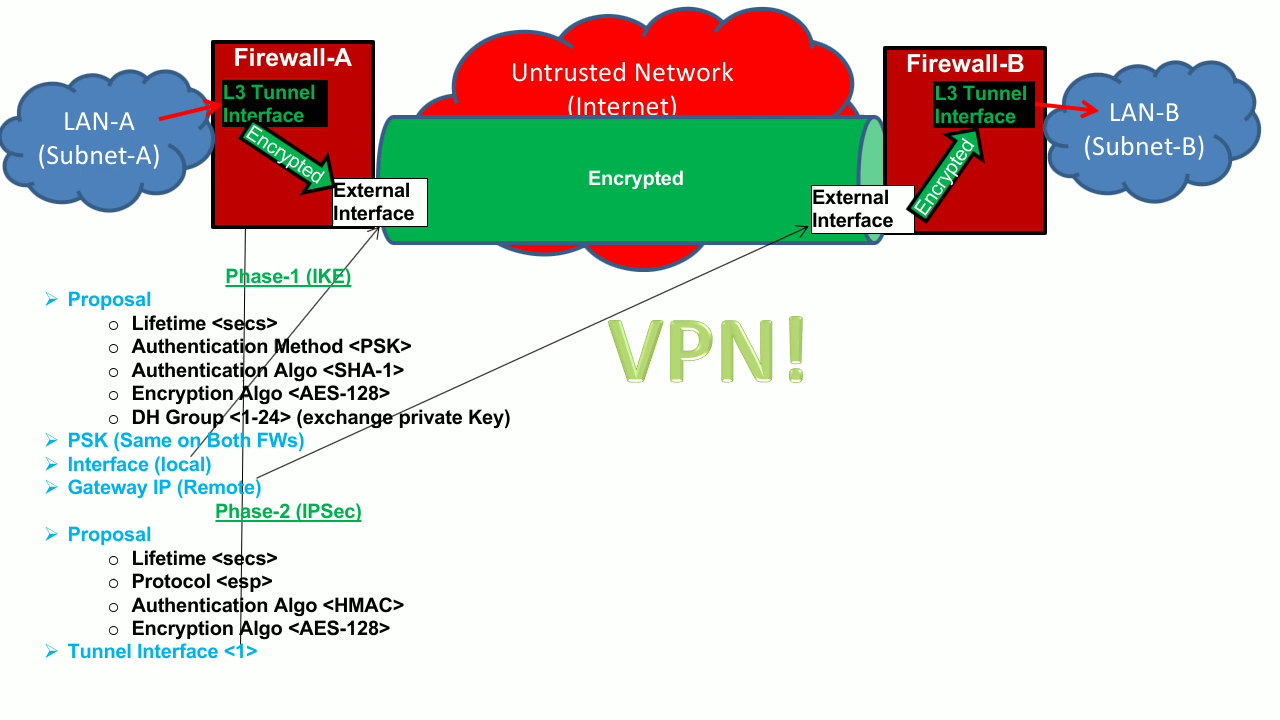 Firewall-A
L3 Tunnel
Interface
LAN-A
(Subnet-A)
Encrypted
External
Interface
Untrusted Network
(Internet)
Encrypted
Firewall-B
L3 Tunnel
Interface
LAN-B
(Subnet-B)
Encrypted
External
Interface
VPN!
Phase-1 (IKE)
➢ Proposal
o Lifetime <secs>
o Authentication Method <PSK>
o Authentication Algo <SHA-1>
o Encryption Algo <AES-128>
o DH Group <1-24> (exchange private Key)
➢ PSK (Same on Both FWs)
➢ Interface (local)
➢ Gateway IP (Remote)
Phase-2 (IPSec)
➢ Proposal
o Lifetime <secs>
o Protocol <esp>
o Authentication Algo <HMAC>
o Encryption Algo <AES-128>
➢ Tunnel Interface <1>